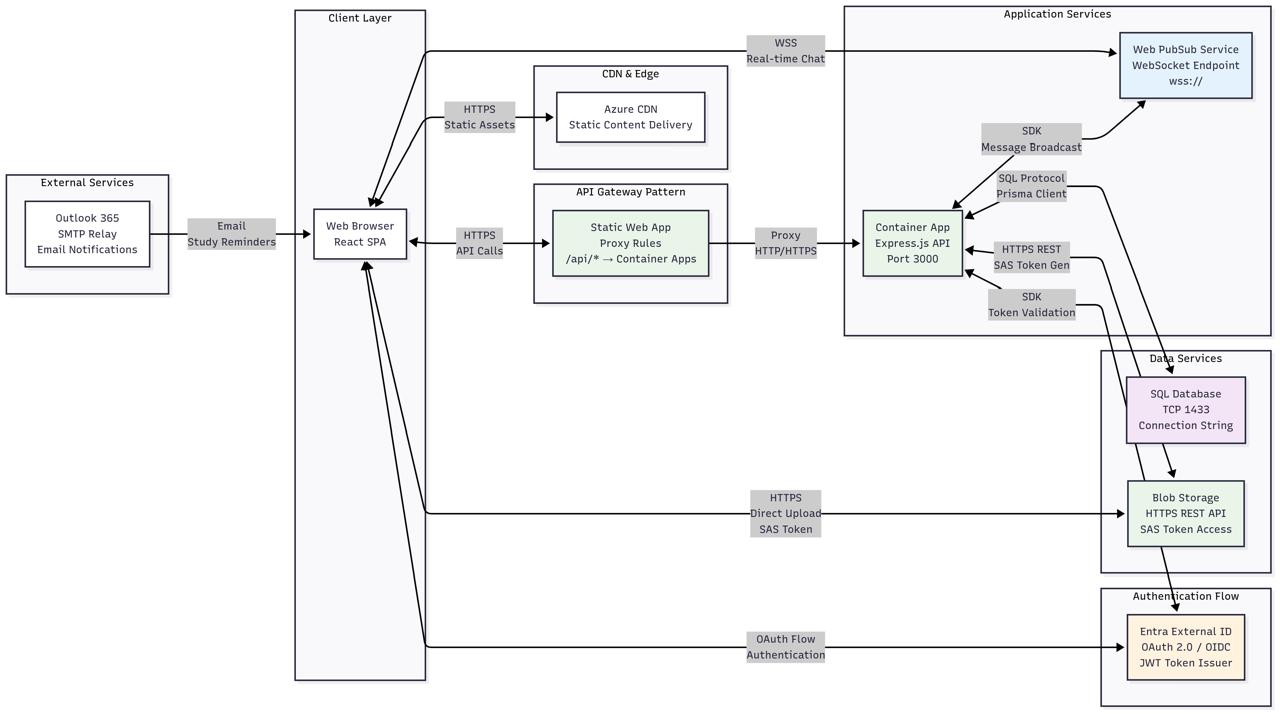 Client Layer
Application Services
WSS
Real-time Chat
Web PubSub Service
WebSocket Endpoint
wss://
CDN & Edge
HTTPS
Static Assets
Azure CDN
Static Content Delivery
SDK
Message Broadcast
External Services
API Gateway Pattern
SQL Protocol
Prisma Client
Outlook 365
SMTP Relay
Email Notifications
Email
Study Reminders
Web Browser
React SPA
HTTPS
API Calls
Static Web App
Proxy Rules
/api/* → Container Apps
Proxy
HTTP/HTTPS
Container App
Express.js API
Port 3000
HTTPS REST
SAS Token Gen
SDK
Token Validation
Data Services
SQL Database
TCP 1433
Connection String
HTTPS
Direct Upload
SAS Token
Blob Storage
HTTPS REST API
SAS Token Access
Authentication Flow
OAuth Flow
Authentication
Entra External ID
OAuth 2.0 / OIDC
JWT Token Issuer